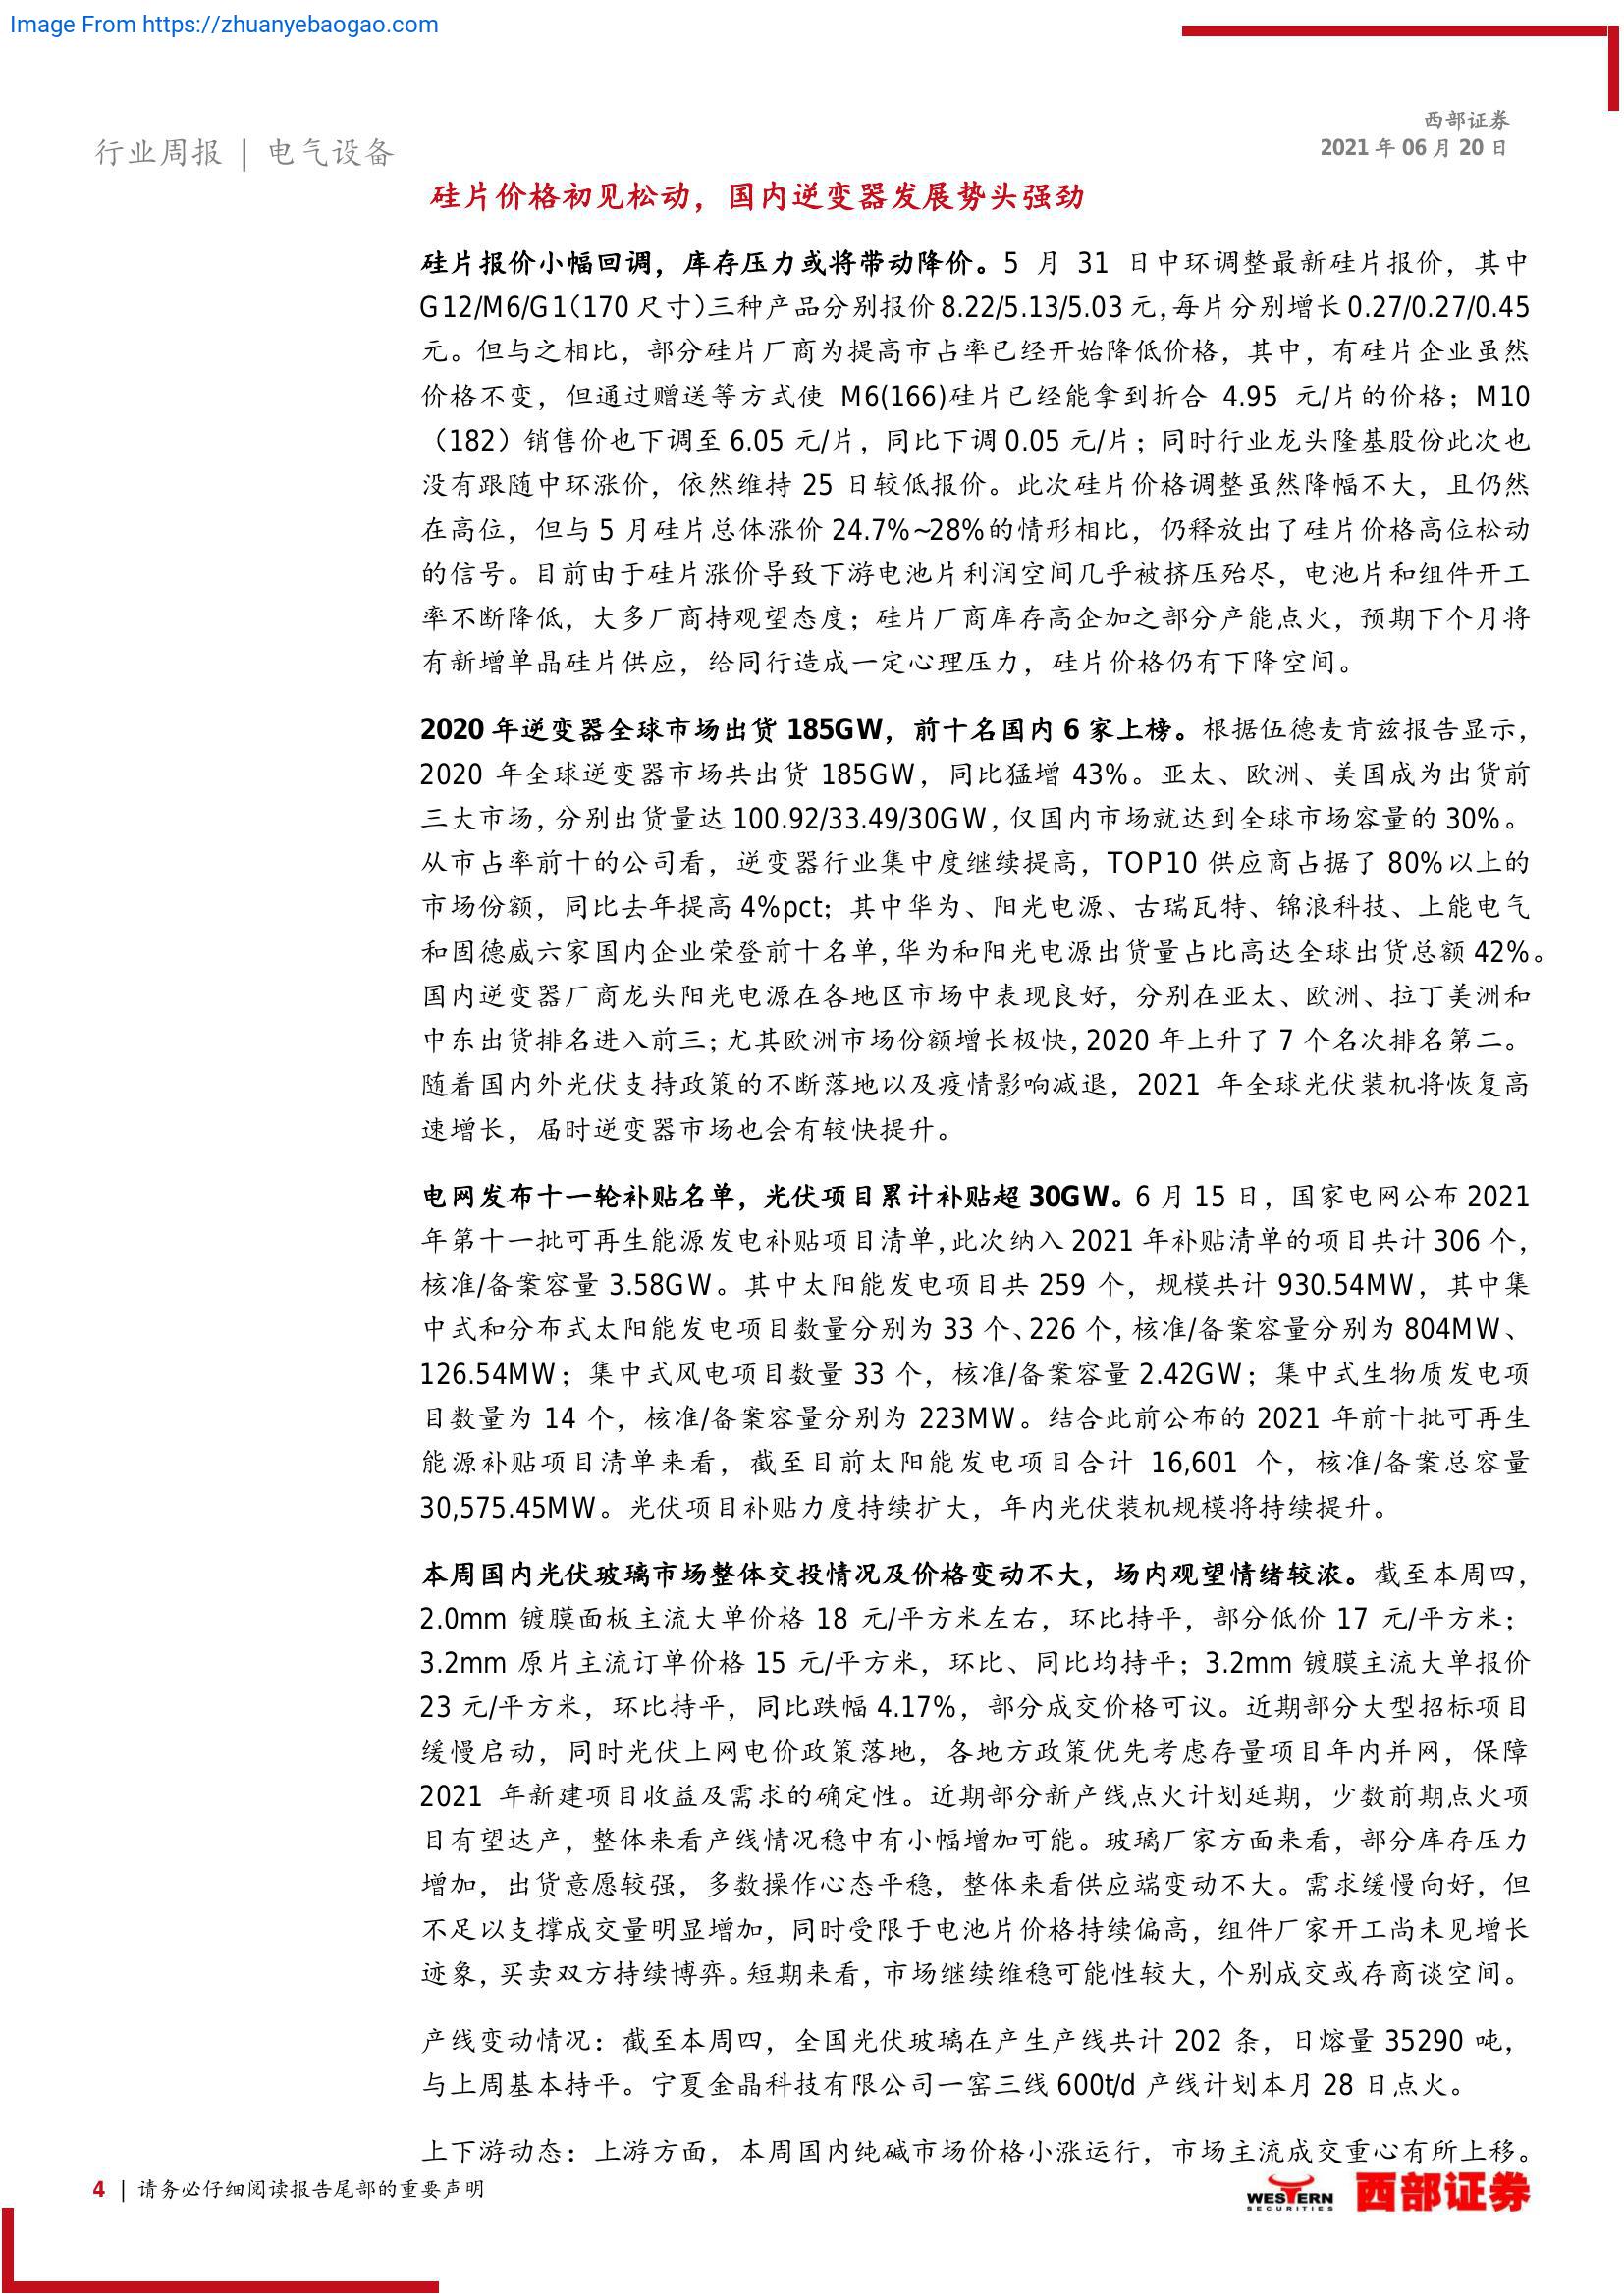 Image From https://zhuanyebaogao.com
行业周报 | 电气设备
西部证券
2021 年 06 月 20 日
硅片价格初见松动，国内逆变器发展势头强劲
硅片报价小幅回调，库存压力或将带动降价。5 月 31 日中环调整最新硅片报价，其中
G12/M6/G1（170 尺寸）三种产品分别报价 8.22/5.13/5.03 元，每片分别增长 0.27/0.27/0.45
元。但与之相比，部分硅片厂商为提高市占率已经开始降低价格，其中，有硅片企业虽然
价格不变，但通过赠送等方式使 M6(166)硅片已经能拿到折合 4.95 元/片的价格；M10
（182）销售价也下调至 6.05 元/片，同比下调 0.05 元/片；同时行业龙头隆基股份此次也
没有跟随中环涨价，依然维持 25 日较低报价。此次硅片价格调整虽然降幅不大，且仍然
在高位，但与 5 月硅片总体涨价 24.7%~28%的情形相比，仍释放出了硅片价格高位松动
的信号。目前由于硅片涨价导致下游电池片利润空间几乎被挤压殆尽，电池片和组件开工
率不断降低，大多厂商持观望态度；硅片厂商库存高企加之部分产能点火，预期下个月将
有新增单晶硅片供应，给同行造成一定心理压力，硅片价格仍有下降空间。
2020 年逆变器全球市场出货 185GW，前十名国内 6 家上榜。根据伍德麦肯兹报告显示，
2020 年全球逆变器市场共出货 185GW，同比猛增 43%。亚太、欧洲、美国成为出货前
三大市场，分别出货量达 100.92/33.49/30GW，仅国内市场就达到全球市场容量的 30%。
从市占率前十的公司看，逆变器行业集中度继续提高，TOP10 供应商占据了 80%以上的
市场份额，同比去年提高 4%pct；其中华为、阳光电源、古瑞瓦特、锦浪科技、上能电气
和固德威六家国内企业荣登前十名单，华为和阳光电源出货量占比高达全球出货总额 42%。
国内逆变器厂商龙头阳光电源在各地区市场中表现良好，分别在亚太、欧洲、拉丁美洲和
中东出货排名进入前三；尤其欧洲市场份额增长极快，2020 年上升了 7 个名次排名第二。
随着国内外光伏支持政策的不断落地以及疫情影响减退，2021 年全球光伏装机将恢复高
速增长，届时逆变器市场也会有较快提升。
电网发布十一轮补贴名单，光伏项目累计补贴超 30GW。6 月 15 日，国家电网公布 2021
年第十一批可再生能源发电补贴项目清单，此次纳入 2021 年补贴清单的项目共计 306 个，
核准/备案容量 3.58GW。其中太阳能发电项目共 259 个，规模共计 930.54MW，其中集
中式和分布式太阳能发电项目数量分别为 33 个、226 个，核准/备案容量分别为 804MW、
126.54MW；集中式风电项目数量 33 个，核准/备案容量 2.42GW；集中式生物质发电项
目数量为 14 个，核准/备案容量分别为 223MW。结合此前公布的 2021 年前十批可再生
能源补贴项目清单来看，截至目前太阳能发电项目合计 16,601 个，核准/备案总容量
30,575.45MW。光伏项目补贴力度持续扩大，年内光伏装机规模将持续提升。
本周国内光伏玻璃市场整体交投情况及价格变动不大，场内观望情绪较浓。截至本周四，
2.0mm 镀膜面板主流大单价格 18 元/平方米左右，环比持平，部分低价 17 元/平方米；
3.2mm 原片主流订单价格 15 元/平方米，环比、同比均持平；3.2mm 镀膜主流大单报价
23 元/平方米，环比持平，同比跌幅 4.17%，部分成交价格可议。近期部分大型招标项目
缓慢启动，同时光伏上网电价政策落地，各地方政策优先考虑存量项目年内并网，保障
2021 年新建项目收益及需求的确定性。近期部分新产线点火计划延期，少数前期点火项
目有望达产，整体来看产线情况稳中有小幅增加可能。玻璃厂家方面来看，部分库存压力
增加，出货意愿较强，多数操作心态平稳，整体来看供应端变动不大。需求缓慢向好，但
不足以支撑成交量明显增加，同时受限于电池片价格持续偏高，组件厂家开工尚未见增长
迹象，买卖双方持续博弈。短期来看，市场继续维稳可能性较大，个别成交或存商谈空间。
产线变动情况：截至本周四，全国光伏玻璃在产生产线共计 202 条，日熔量 35290 吨，
与上周基本持平。宁夏金晶科技有限公司一窑三线 600t/d 产线计划本月 28 日点火。
上下游动态：上游方面，本周国内纯碱市场价格小涨运行，市场主流成交重心有所上移。
4 | 请务必仔细阅读报告尾部的重要声明
WESTERN
SECURITIES
西部证券